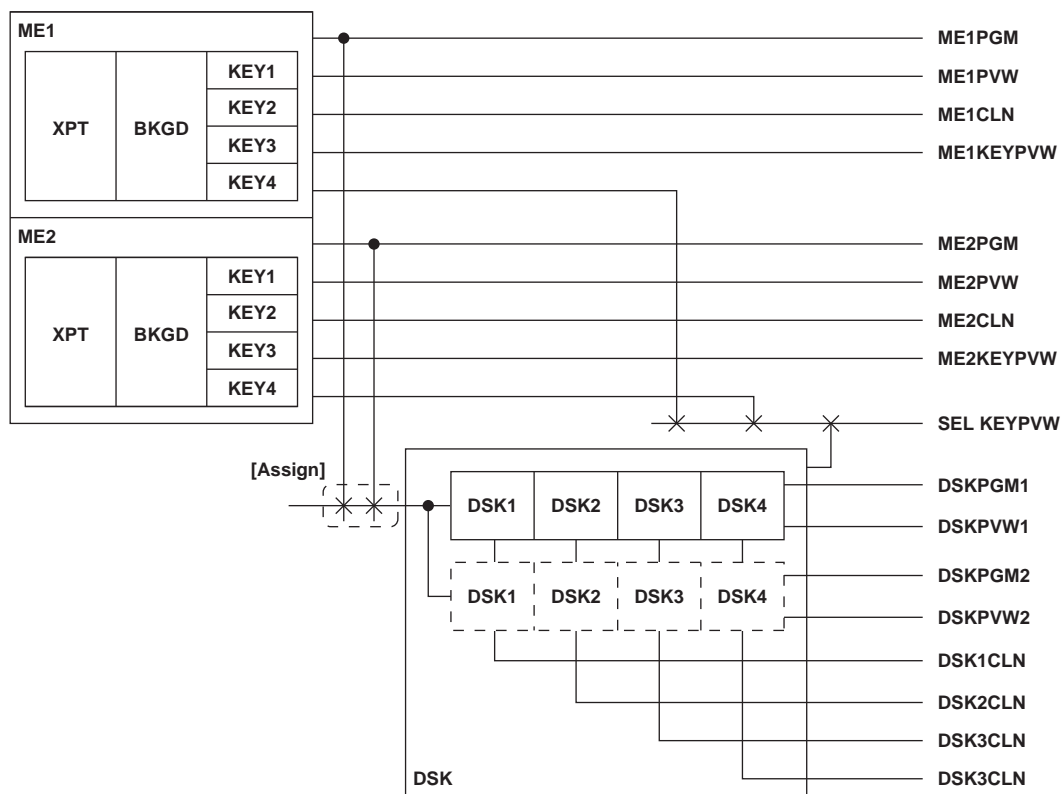 ME1
XPT
BKGD
KEY1
KEY2
KEY3
KEY4
ME1PGM
ME1PVW
ME1CLN
ME1KEYPVW
ME2
XPT
BKGD
KEY1
KEY2
KEY3
KEY4
ME2PGM
ME2PVW
ME2CLN
ME2KEYPVW
SEL KEYPVW
[Assign]
DSK1 DSK2 DSK3 DSK4
DSKPGM1
DSKPVW1
DSK1 DSK2 DSK3 DSK4
DSKPGM2
DSKPVW2
DSK1CLN
DSK2CLN
DSK3CLN
DSK3CLN
DSK